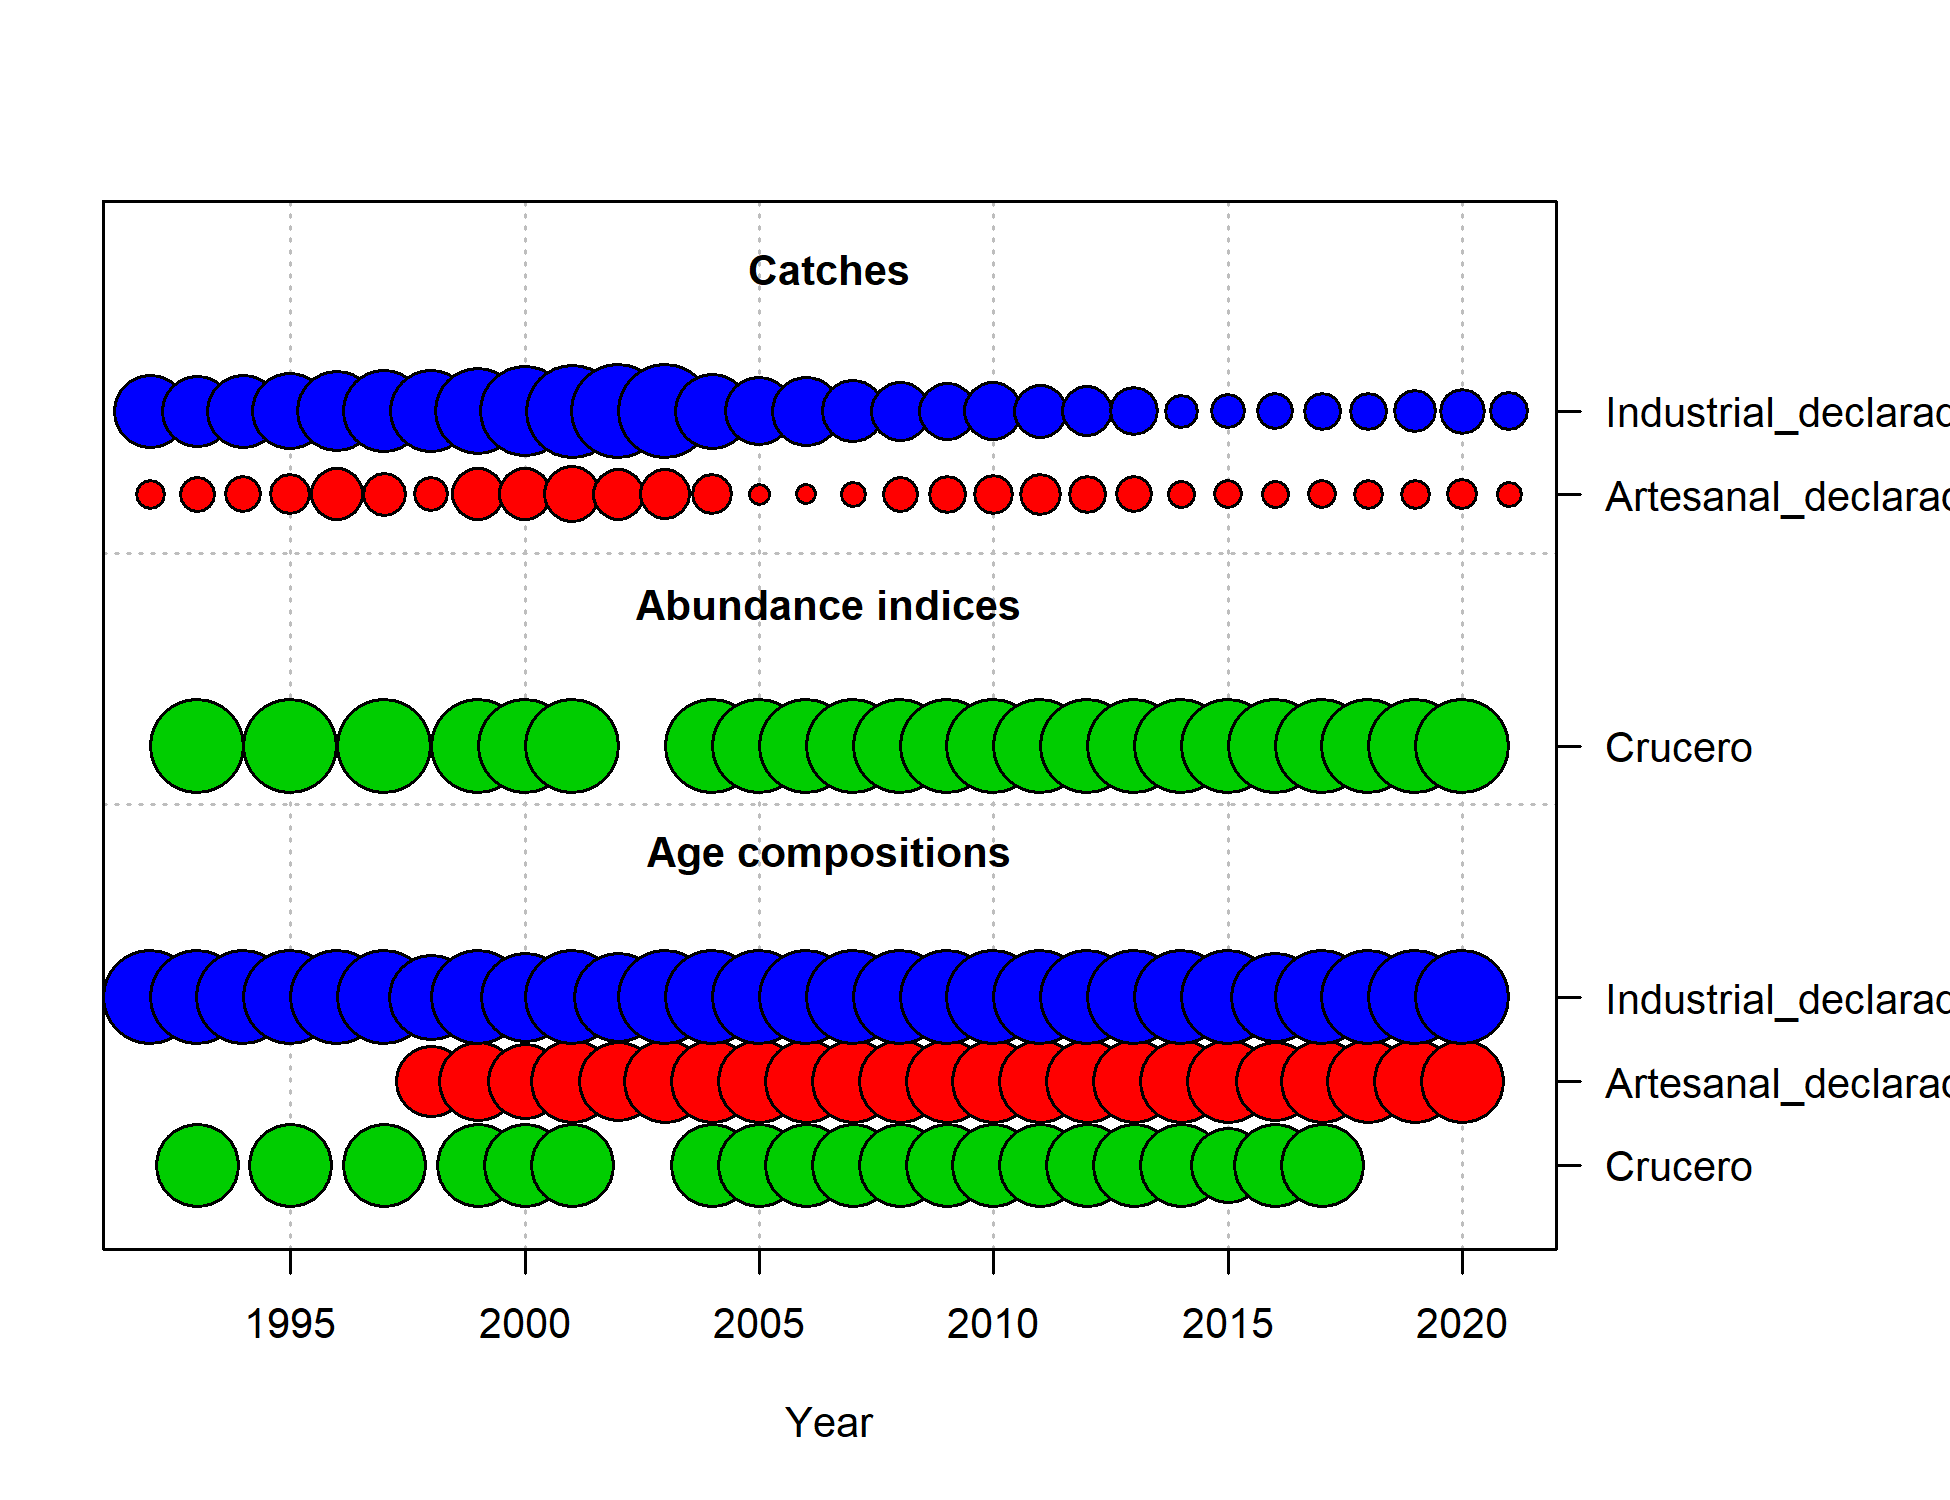 Catches
Industrial_declarad
Artesanal_declarad
Abundance indices
Crucero
Age compositions
Industrial_declarad
Artesanal_declarad
Crucero
1995 2000 2005 2010 2015 2020
Year